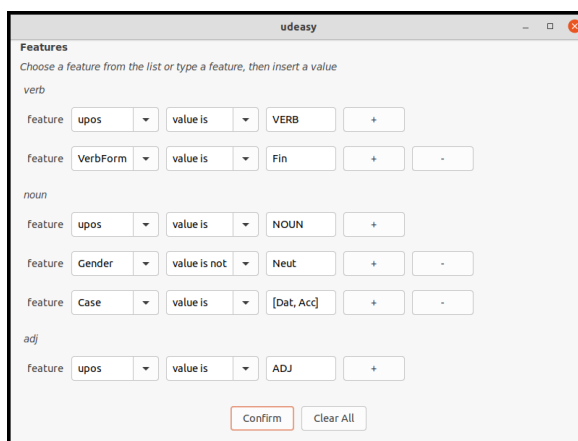 udeasy
Features
Choose a feature from the list or type a feature, then insert a value
verb
feature upos value is VERB +
feature VerbForm value is Fin + -
noun
feature upos value is NOUN +
feature Gender value is not Neut + -
feature Case value is [Dat, Acc] + -
adj
feature upos value is ADJ +
Confirm Clear All